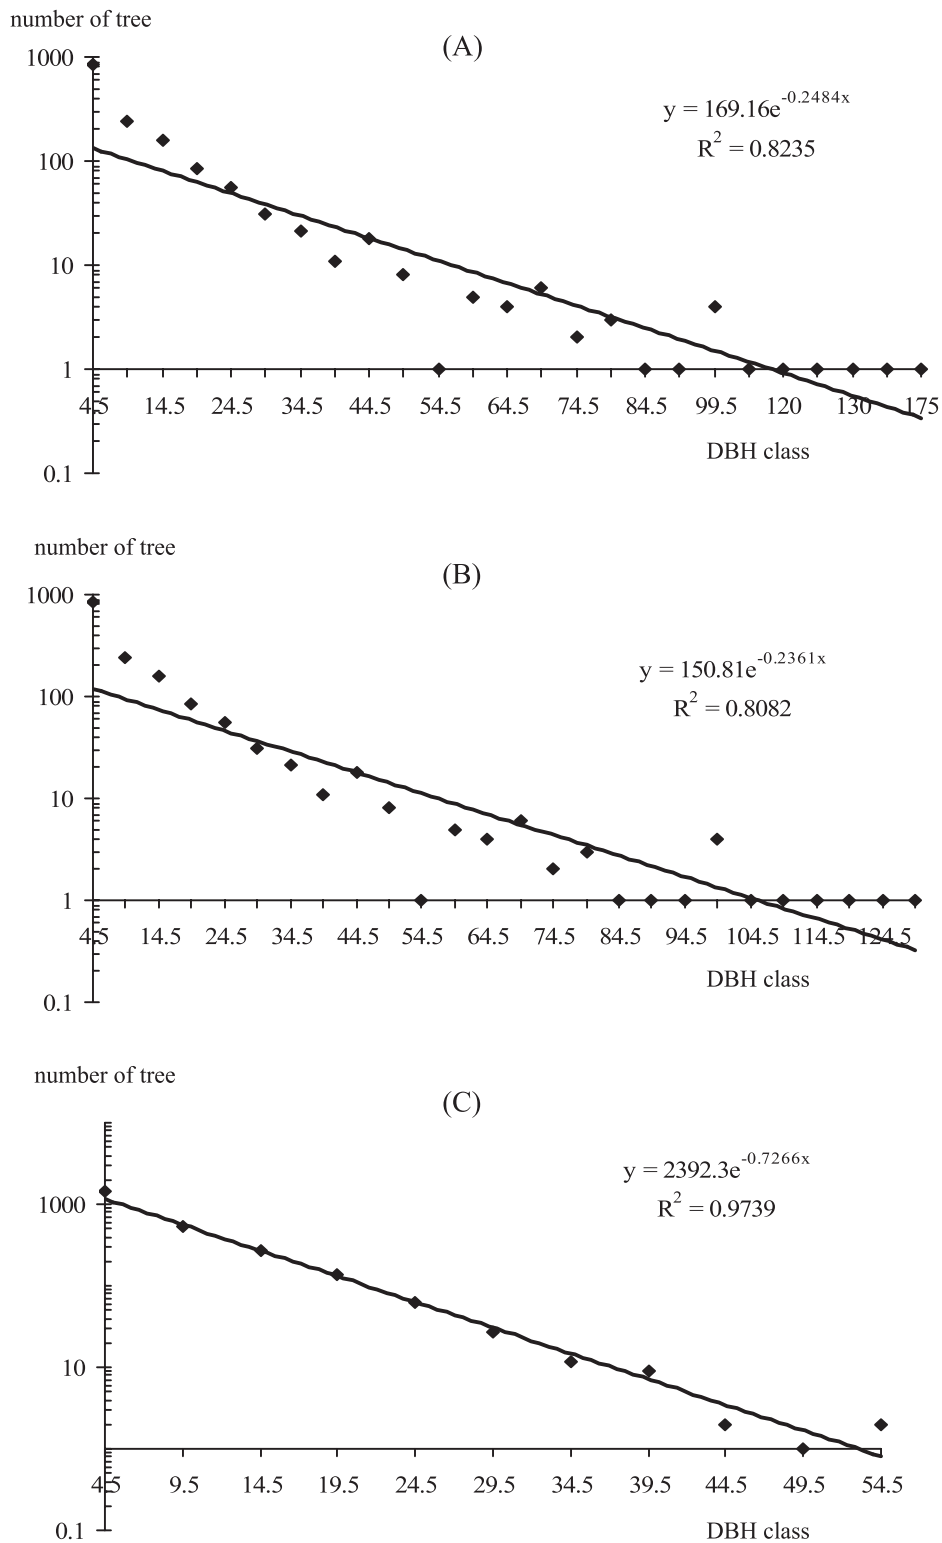 number of tree
(A)
1000
y = 169.16e^-0.2484x
R² = 0.8235
100
10
1
4.5 14.5 24.5 34.5 44.5 54.5 64.5 74.5 84.5 99.5 120 130 175
DBH class
0.1
number of tree
(B)
1000
y = 150.81e^-0.2361x
R² = 0.8082
100
10
1
4.5 14.5 24.5 34.5 44.5 54.5 64.5 74.5 84.5 94.5 104.5 114.5 124.5
DBH class
0.1
number of tree
(C)
y = 2392.3e^-0.7266x
1000
R² = 0.9739
10
4.5 9.5 14.5 19.5 24.5 29.5 34.5 39.5 44.5 49.5 54.5
0.1
DBH class